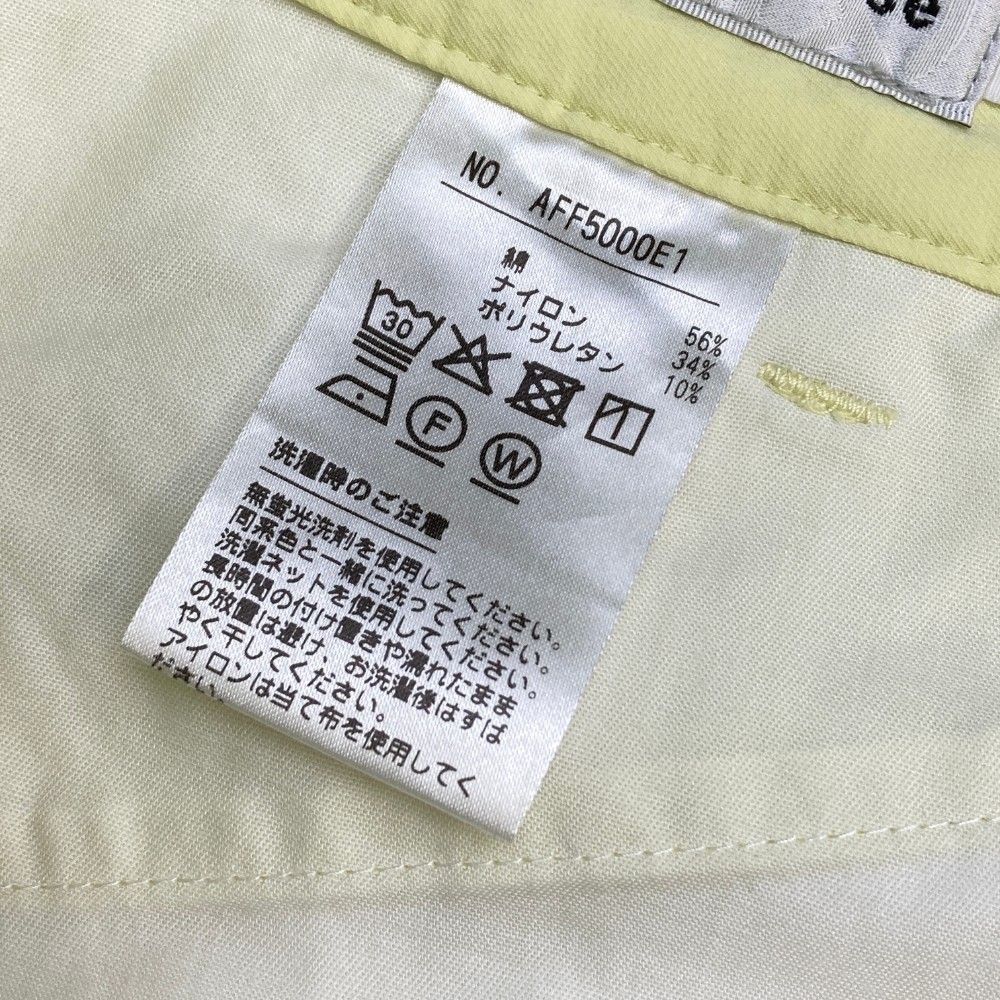 se
NO. AFF5000E1
綿 56%
ナイロン 34%
ポリウレタン 10%
30
F
W
洗濯時のご注意
無蛍光洗剤を使用してください。
同系色と一緒に洗ってください。
洗濯ネットを使用してください。
長時間の付け置きや濡れたまま
の放置は避け、お洗濯後はすば
やく干してください。
アイロンは当て布を使用してく
ださい。